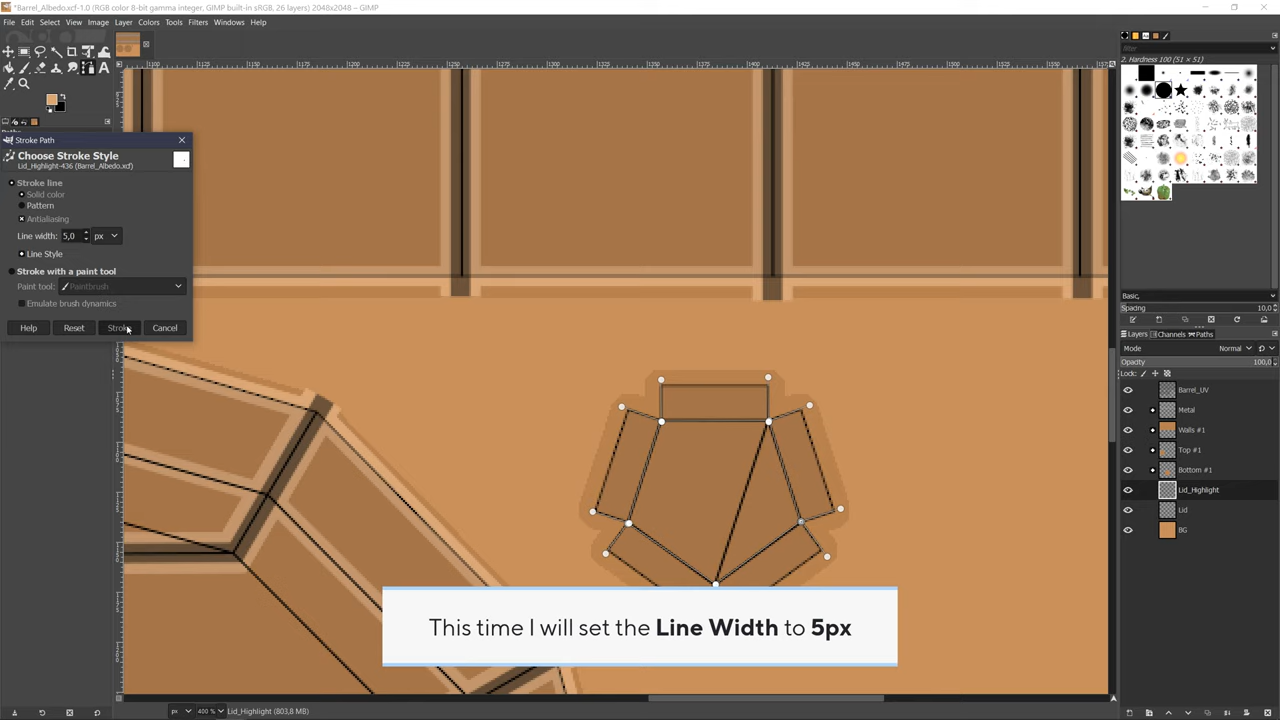 *Barrel_Albedo.xcf-1.0 (RGB color 8-bit gamma integer, GIMP built-in sRGB, 26 layers) 2048x2048 – GIMP
File Edit Select View Image Layer Colors Tools Filters Windows Help
Stroke Path
Choose Stroke Style
Lid_Highlight-436 (Barrel_Albedo.xcf)
Stroke line
Solid color
Pattern
Antialiasing
Line width: 5,0 px
Line Style
Stroke with a paint tool
Paint tool: Paintbrush
Emulate brush dynamics
Help Reset Stroke Cancel
This time I will set the Line Width to 5px
px 400 % Lid_Highlight (803,8 MB)
filter
2. Hardness 100 (51 × 51)
Basic,
Spacing 10,0
Layers Channels Paths
Mode Normal
Opacity 100,0
Lock:
Barrel_UV
Metal
Walls #1
Top #1
Bottom #1
Lid_Highlight
Lid
BG